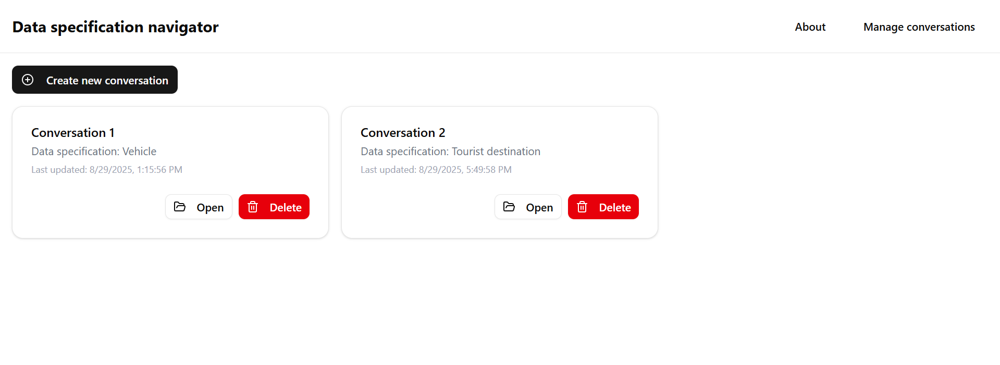 Data specification navigator
About
Manage conversations
Create new conversation
Conversation 1
Data specification: Vehicle
Last updated: 8/29/2025, 1:15:56 PM
Open
Delete
Conversation 2
Data specification: Tourist destination
Last updated: 8/29/2025, 5:49:58 PM
Open
Delete